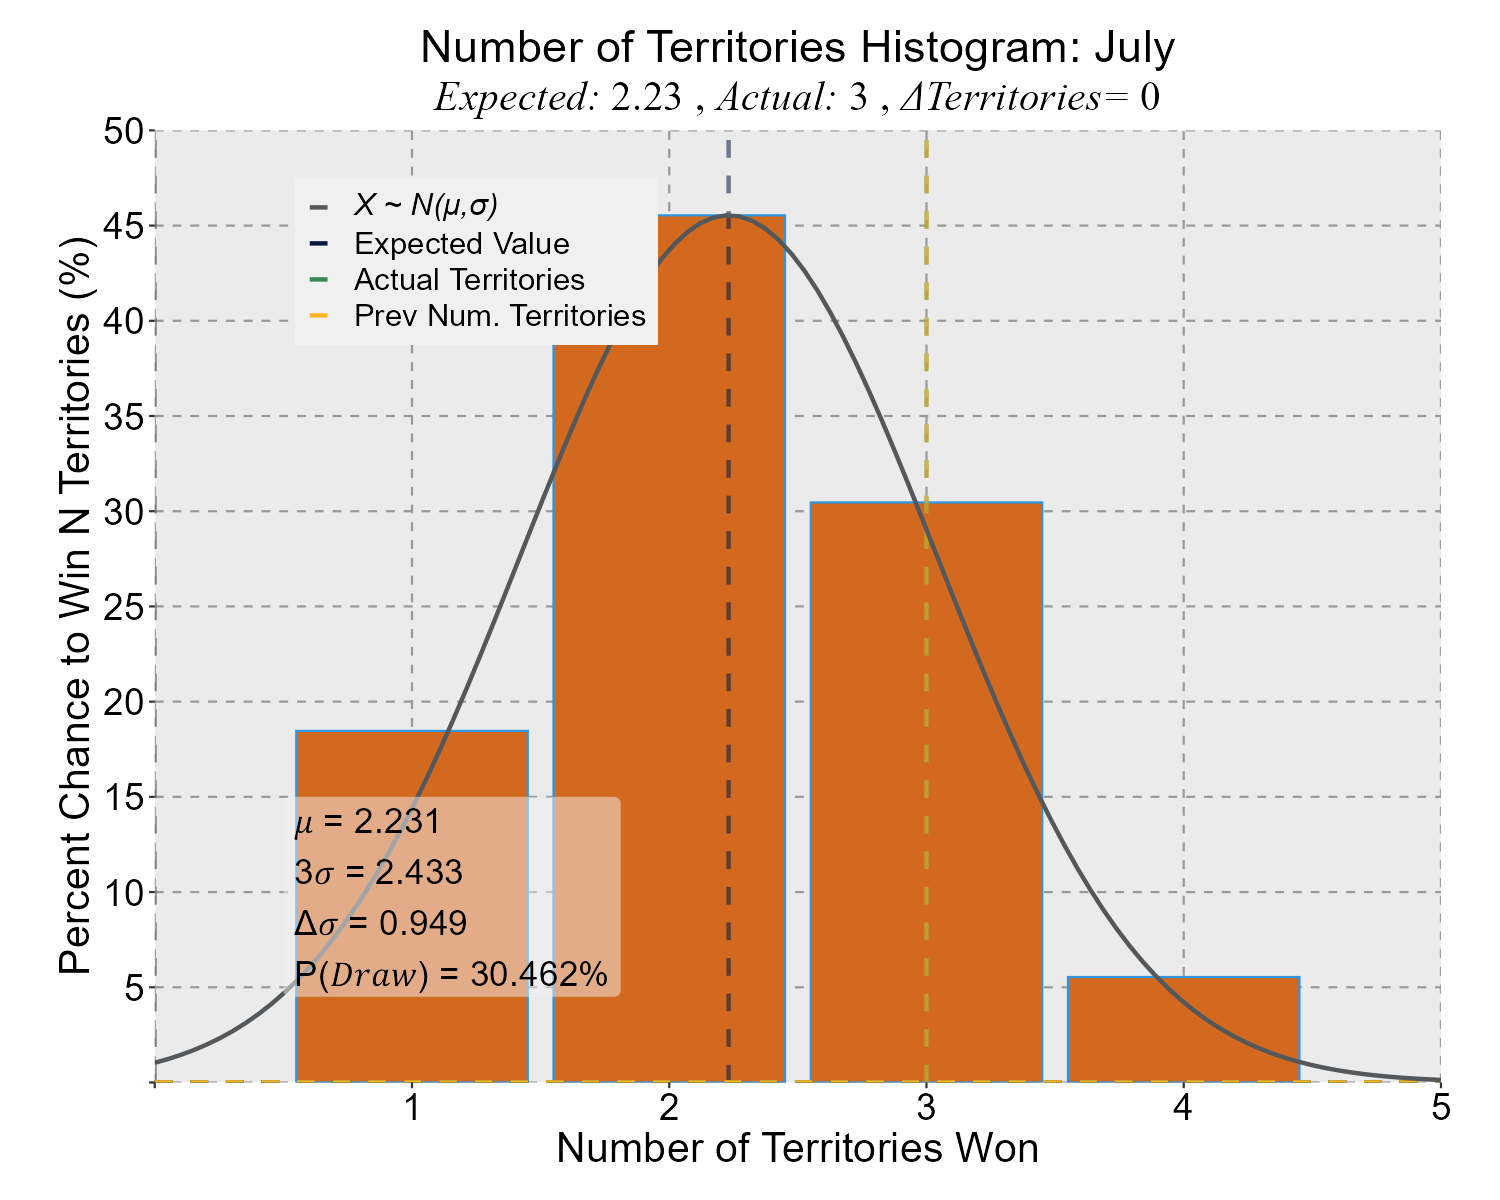 Number of Territories Histogram: July
Expected: 2.23 , Actual: 3 , ΔTerritories= 0
Percent Chance to Win N Territories (%)
50
45
40
35
30
25
20
15
10
5
X ~ N(μ,σ)
Expected Value
Actual Territories
Prev Num. Territories
μ = 2.231
3σ = 2.433
Δσ = 0.949
P(Draw) = 30.462%
1 2 3 4 5
Number of Territories Won